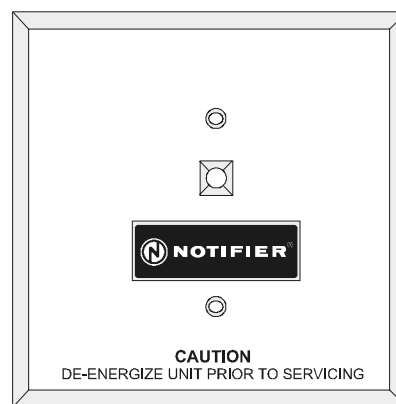 N NOTIFIER®
CAUTION
DE-ENERGIZE UNIT PRIOR TO SERVICING